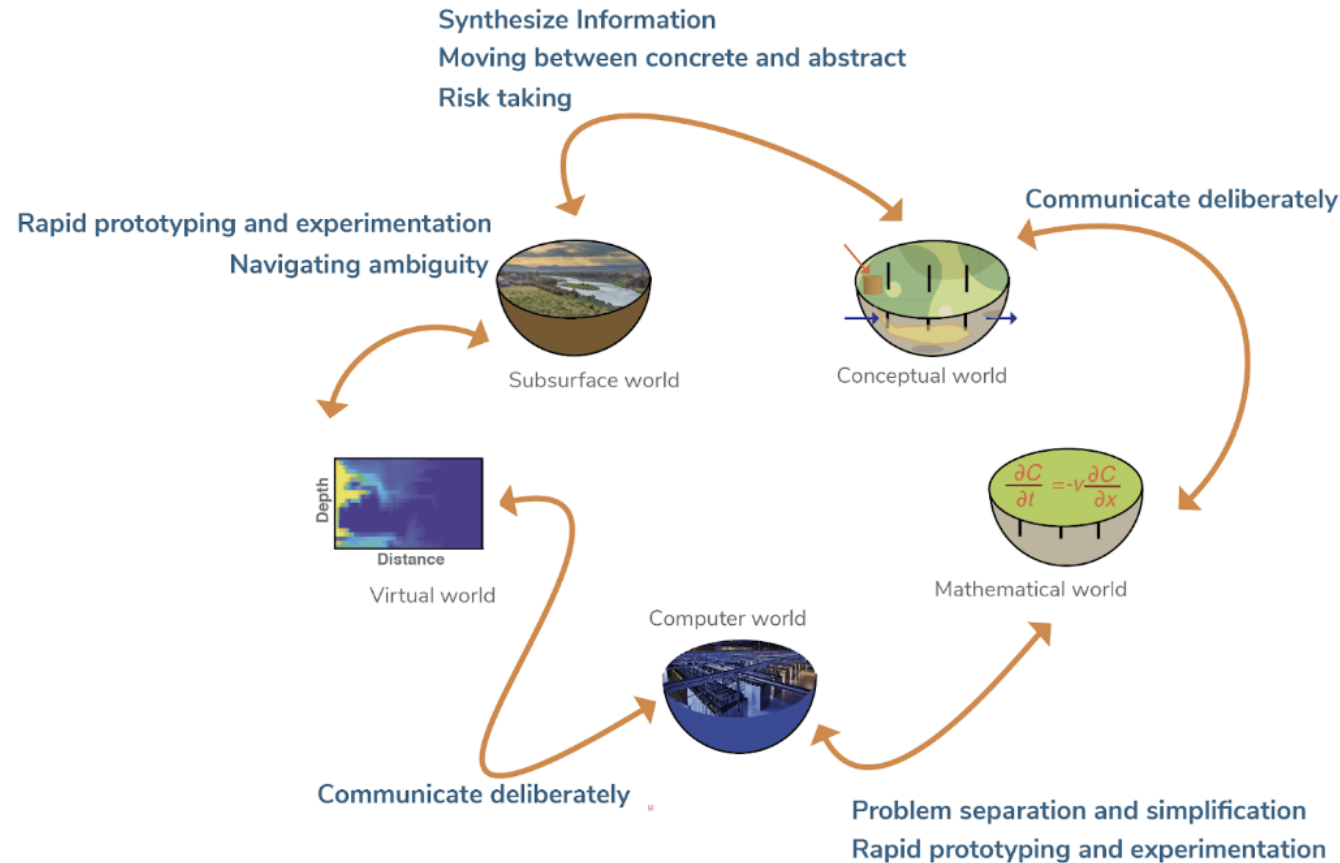 Synthesize Information
Moving between concrete and abstract
Risk taking
Communicate deliberately
Rapid prototyping and experimentation
Navigating ambiguity
Subsurface world
Conceptual world
∂C/∂t =-v∂C/∂x
Depth
Distance
Virtual world
Mathematical world
Computer world
Communicate deliberately
Problem separation and simplification
Rapid prototyping and experimentation